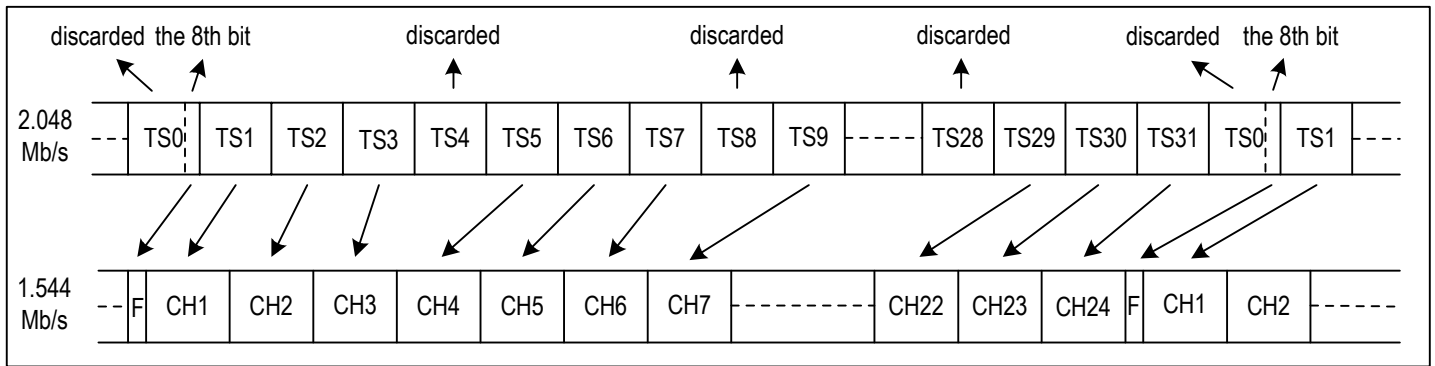 discarded the 8th bit discarded discarded discarded discarded the 8th bit
2.048
Mb/s
TS0 TS1 TS2 TS3 TS4 TS5 TS6 TS7 TS8 TS9 TS28 TS29 TS30 TS31 TS0 TS1
1.544
Mb/s
F CH1 CH2 CH3 CH4 CH5 CH6 CH7 CH22 CH23 CH24 F CH1 CH2